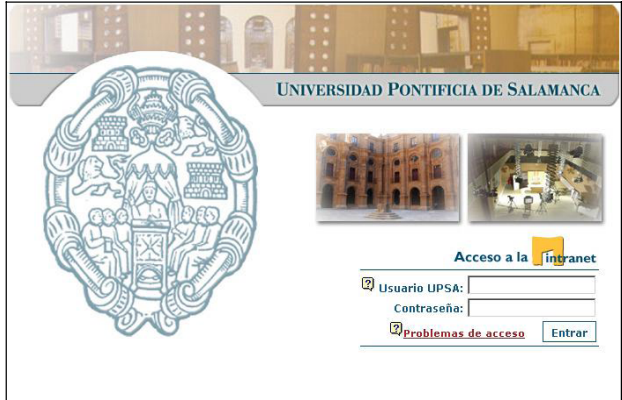 UNIVERSIDAD PONTIFICIA DE SALAMANCA
Acceso a la intranet
Usuario UPSA:
Contraseña:
Problemas de acceso Entrar